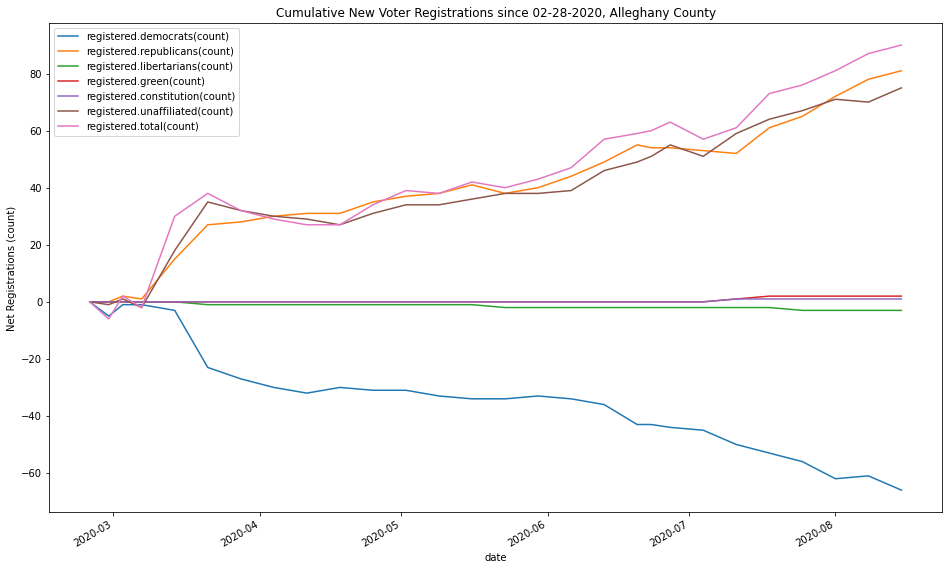 Cumulative New Voter Registrations since 02-28-2020, Alleghany County
registered.democrats(count)
registered.republicans(count)
registered.libertarians(count)
registered.green(count)
registered.constitution(count)
registered.unaffiliated(count)
registered.total(count)
Net Registrations (count)
80
60
40
20
0
−20
−40
−60
2020-03
2020-04
2020-05
2020-06
2020-07
2020-08
date